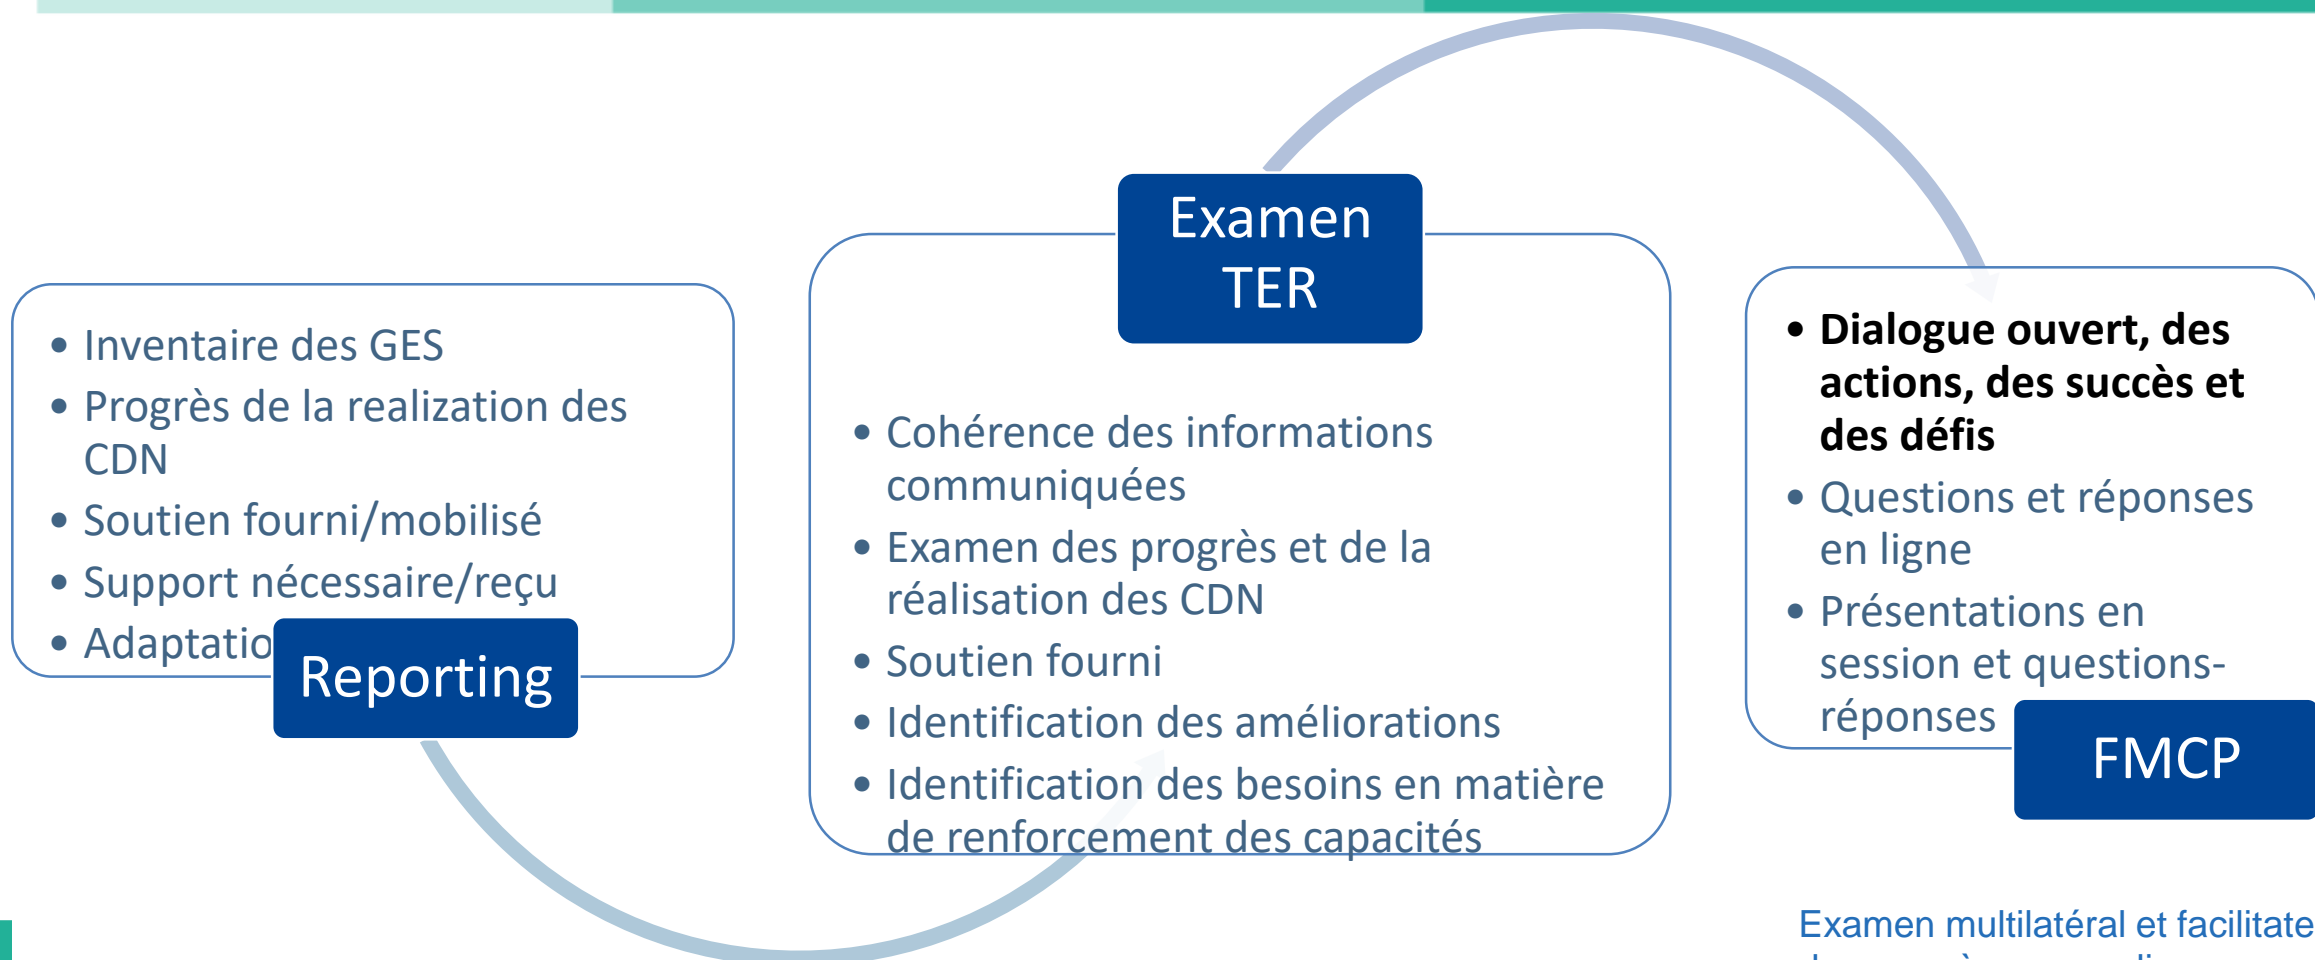 • Inventaire des GES
• Progrès de la realization des
CDN
• Soutien fourni/mobilisé
• Support nécessaire/reçu
• Adaptatio
Reporting
Examen
TER
• Cohérence des informations
communiquées
• Examen des progrès et de la
réalisation des CDN
• Soutien fourni
• Identification des améliorations
• Identification des besoins en matière
de renforcement des capacités
• Dialogue ouvert, des
actions, des succès et
des défis
• Questions et réponses
en ligne
• Présentations en
session et questions-
réponses
FMCP
Examen multilatéral et facilitate